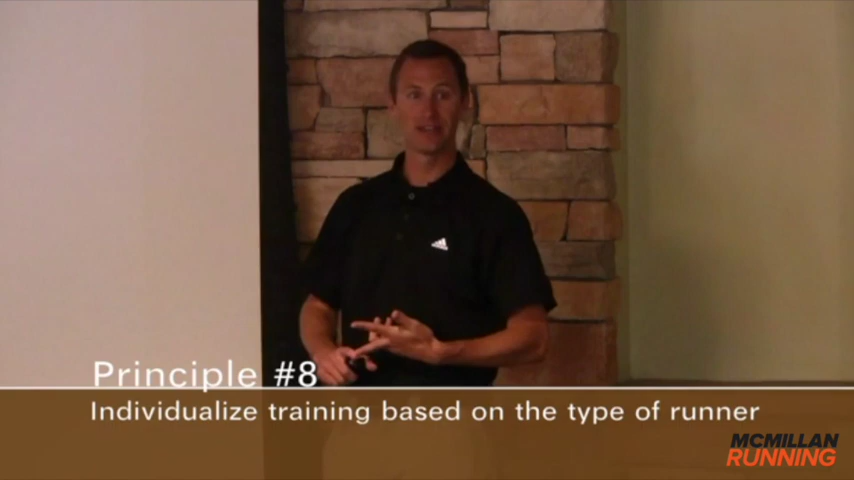 Principle #8
Individualize training based on the type of runner
MCMILLAN
RUNNING